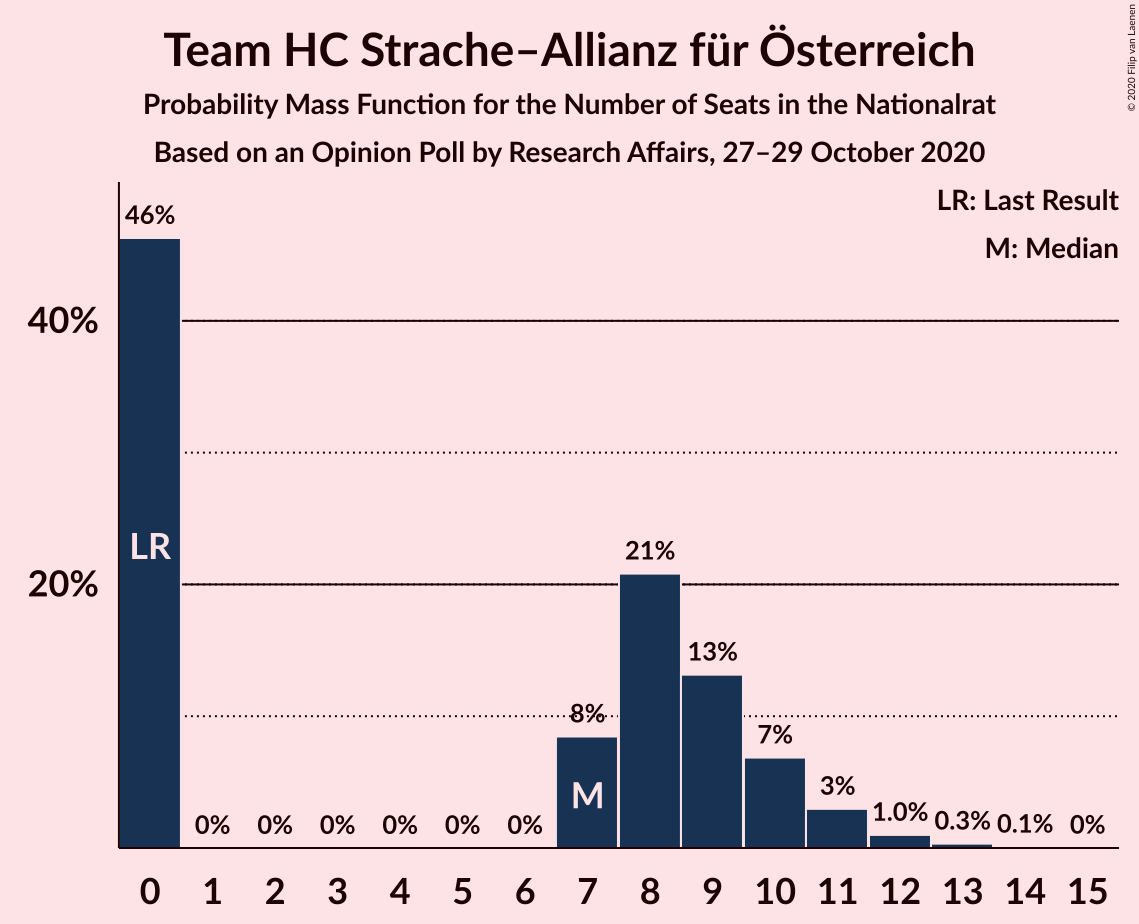 Team HC Strache–Allianz für Österreich
Probability Mass Function for the Number of Seats in the Nationalrat
Based on an Opinion Poll by Research Affairs, 27–29 October 2020
© 2020 Filip van Laenen
LR: Last Result
M: Median
46%
40%
LR
21%
20%
13%
8%
7%
M
3%
0% 0% 0% 0% 0% 0% 1.0% 0.3% 0.1% 0%
0 1 2 3 4 5 6 7 8 9 10 11 12 13 14 15